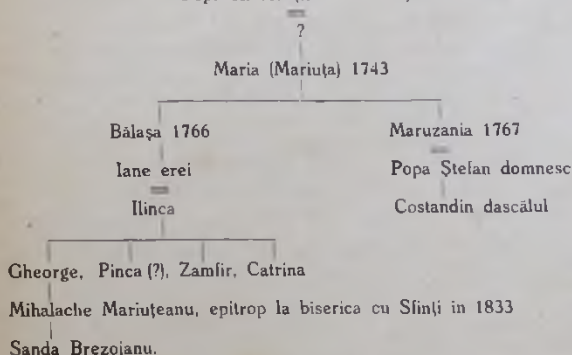 ?
Maria (Mariuța) 1743
Bălașa 1766 Maruzania 1767
Iane erei Popa Ștefan domnesc
Ilinca Costandin dascălul
Gheorge, Pinca (?), Zamfir, Catrina
Mihalache Mariuțeanu, epitrop la biserica cu Sfinți in 1833
Sanda Brezoianu.